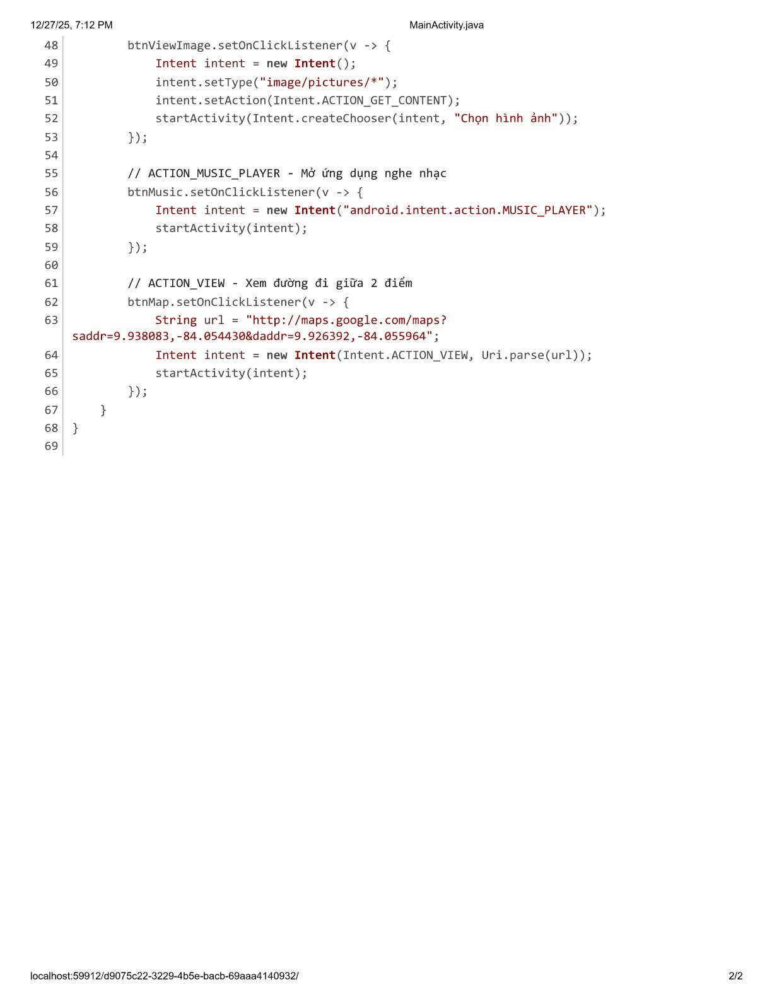 12/27/25, 7:12 PM MainActivity.java
48 btnViewImage.setOnClickListener(v -> {
49 Intent intent = new Intent();
50 intent.setType("image/pictures/*");
51 intent.setAction(Intent.ACTION_GET_CONTENT);
52 startActivity(Intent.createChooser(intent, "Chọn hình ảnh"));
53 });
54
55 // ACTION_MUSIC_PLAYER - Mở ứng dụng nghe nhạc
56 btnMusic.setOnClickListener(v -> {
57 Intent intent = new Intent("android.intent.action.MUSIC_PLAYER");
58 startActivity(intent);
59 });
60
61 // ACTION_VIEW - Xem đường đi giữa 2 điểm
62 btnMap.setOnClickListener(v -> {
63 String url = "http://maps.google.com/maps?
saddr=9.938083,-84.054430&daddr=9.926392,-84.055964";
64 Intent intent = new Intent(Intent.ACTION_VIEW, Uri.parse(url));
65 startActivity(intent);
66 });
67 }
68 }
69
localhost:59912/d9075c22-3229-4b5e-bacb-69aaa4140932/ 2/2